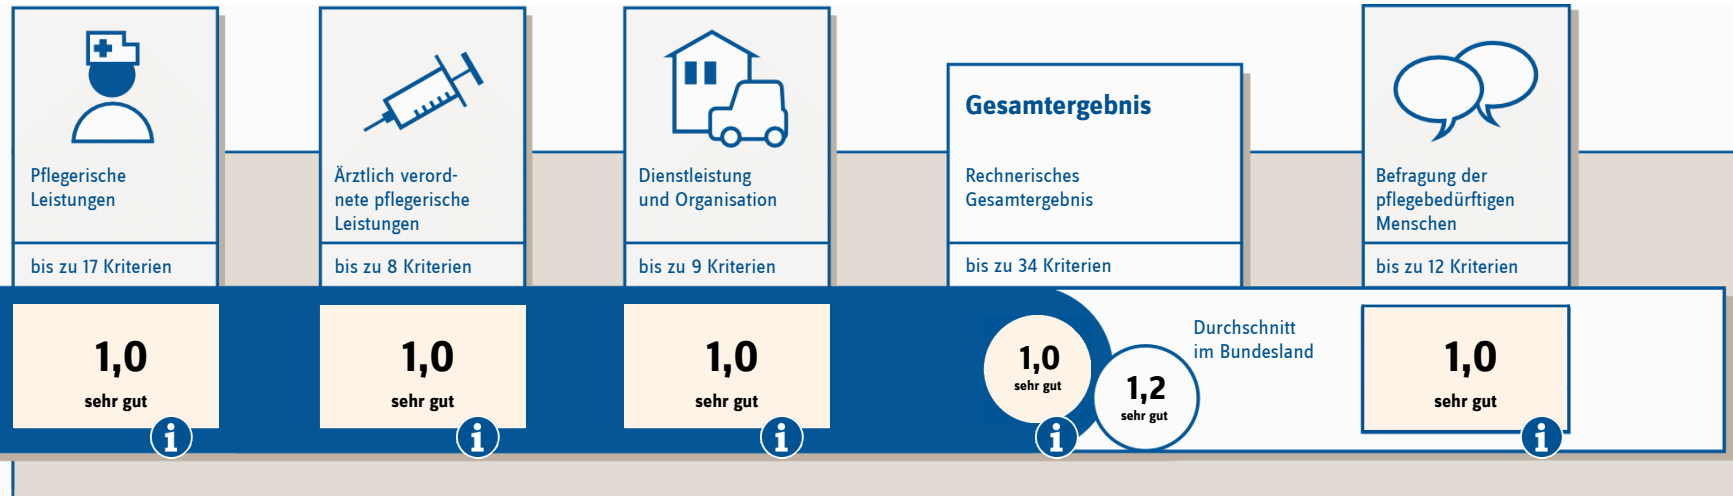 Pflegerische
Leistungen
bis zu 17 Kriterien
1,0
sehr gut
i
Ärztlich verord-
nete pflegerische
Leistungen
bis zu 8 Kriterien
1,0
sehr gut
i
Dienstleistung
und Organisation
bis zu 9 Kriterien
1,0
sehr gut
i
Gesamtergebnis
Rechnerisches
Gesamtergebnis
bis zu 34 Kriterien
1,0
sehr gut
i
1,2
sehr gut
Durchschnitt
im Bundesland
Befragung der
pflegebedürftigen
Menschen
bis zu 12 Kriterien
1,0
sehr gut
i